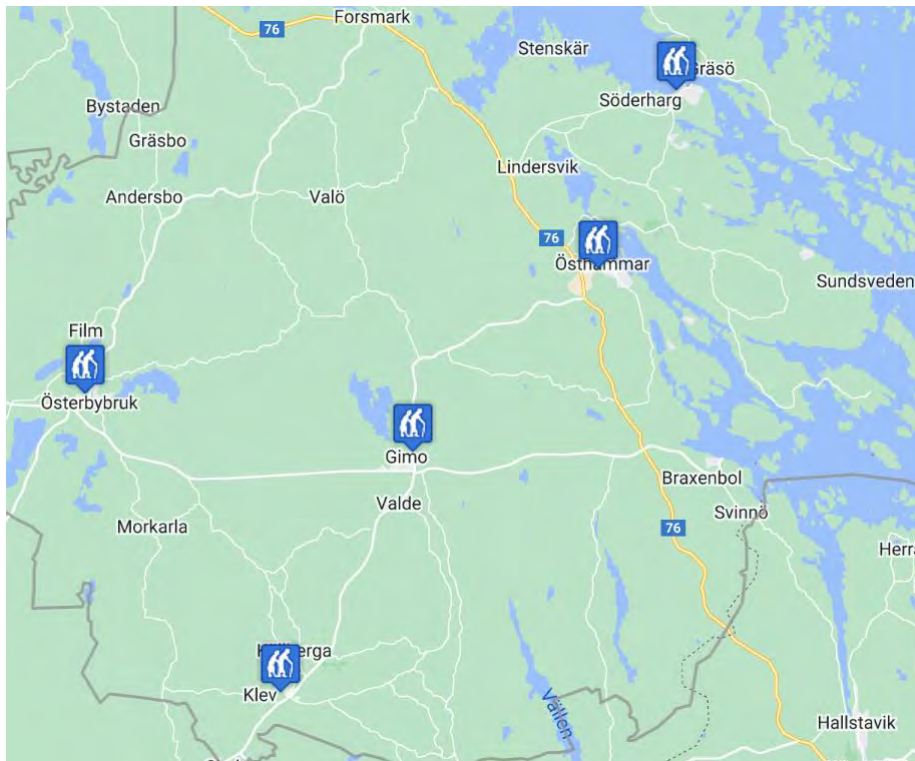 Forsmark
76
Stenskär
Gräsö
Bystaden
Söderharg
Gräsbo
Lindersvik
Andersbo
Valö
76
Östhammar
Sundsveden
Film
Österbybruk
Gimo
Braxenbol
Valde
Svinnö
Morkarla
76
Herr
Klev
Vällen
Hallstavik